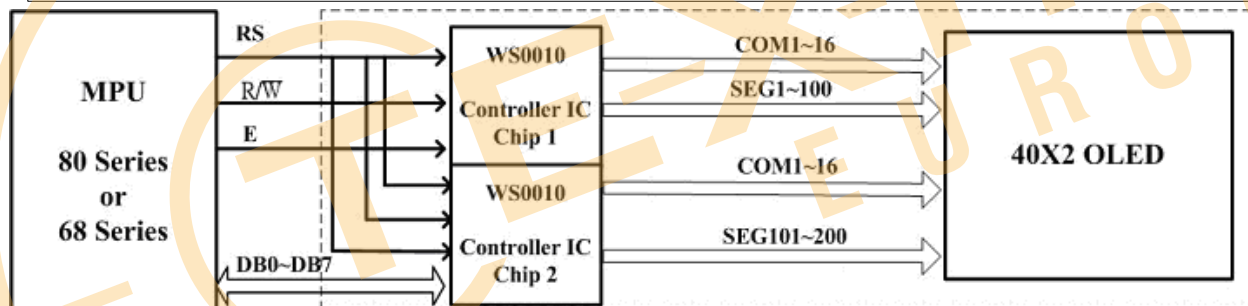 MPU
80 Series
or
68 Series
RS
R/W̅
E
DB0~DB7
WS0010
Controller IC
Chip 1
WS0010
Controller IC
Chip 2
COM1~16
SEG1~100
COM1~16
SEG101~200
40X2 OLED
EURO